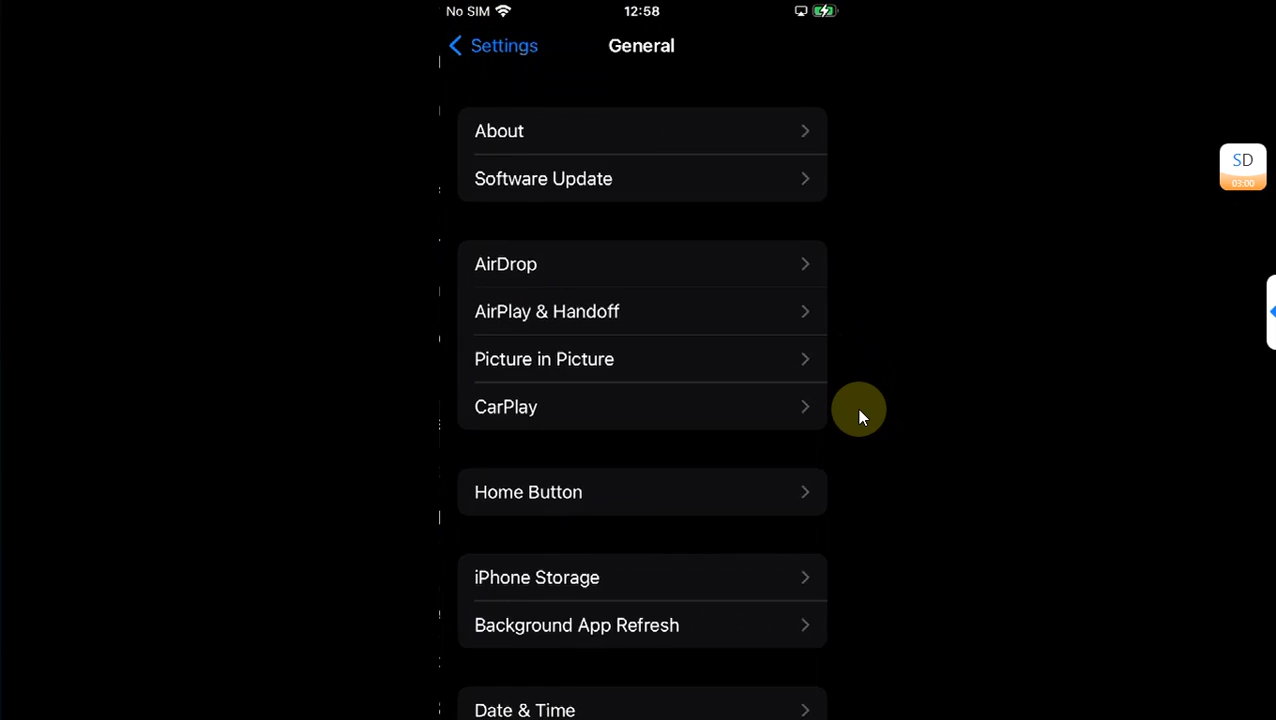 No SIM 12:58
Settings General
About
Software Update
AirDrop
AirPlay & Handoff
Picture in Picture
CarPlay
Home Button
iPhone Storage
Background App Refresh
Date & Time
SD
03:00